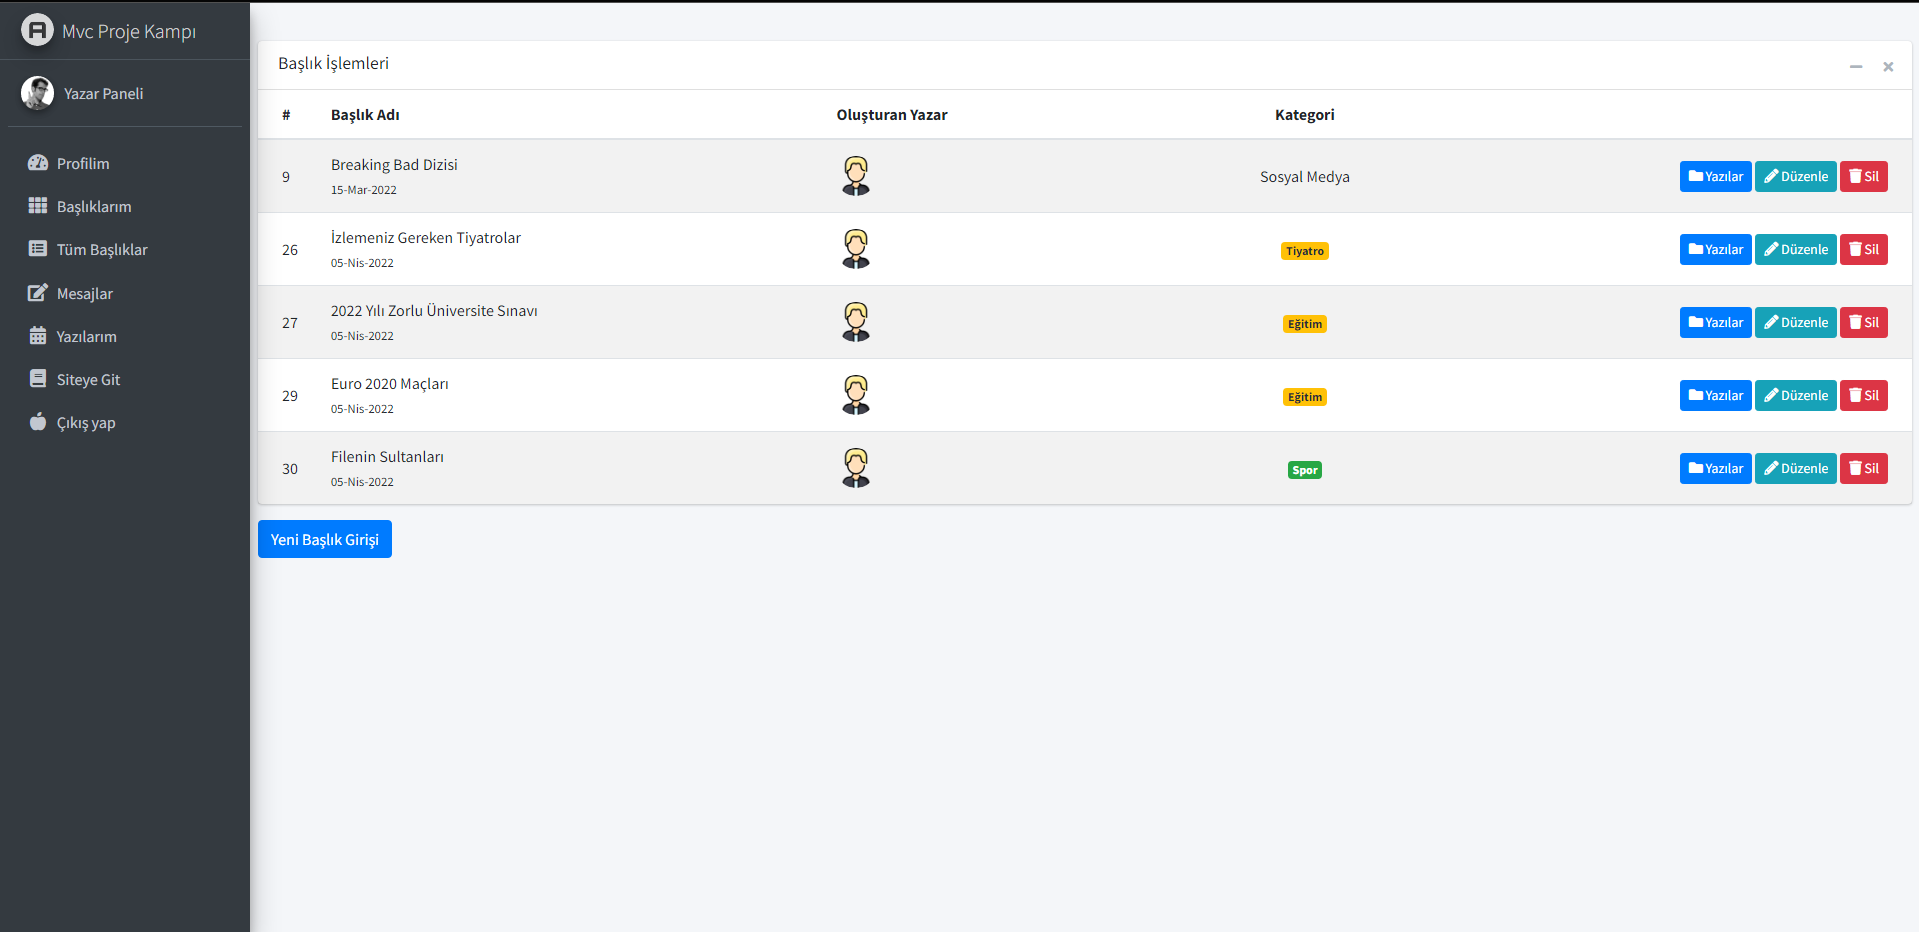 Mvc Proje Kampı
Yazar Paneli
Profilim
Başlıklarım
Tüm Başlıklar
Mesajlar
Yazılarım
Siteye Git
Çıkış yap
Başlık İşlemleri
# Başlık Adı Oluşturan Yazar Kategori
9 Breaking Bad Dizisi Sosyal Medya Yazılar Düzenle Sil
15-Mar-2022
26 İzlemeniz Gereken Tiyatrolar Tiyatro Yazılar Düzenle Sil
05-Nis-2022
27 2022 Yılı Zorlu Üniversite Sınavı Eğitim Yazılar Düzenle Sil
05-Nis-2022
29 Euro 2020 Maçları Eğitim Yazılar Düzenle Sil
05-Nis-2022
30 Filenin Sultanları Spor Yazılar Düzenle Sil
05-Nis-2022
Yeni Başlık Girişi